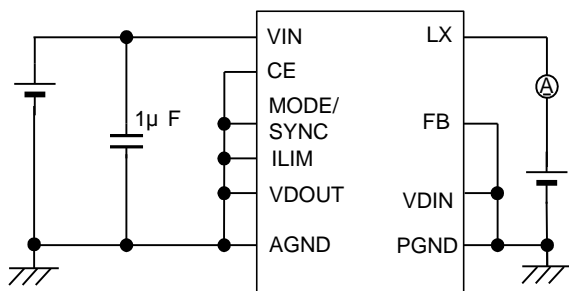 VIN
LX
CE
MODE/
SYNC
1μ F
FB
ILIM
VDOUT
VDIN
AGND
PGND
A